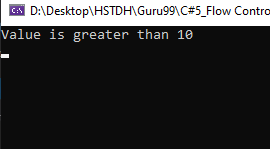 D:\Desktop\HSTDH\Guru99\C#5_Flow Contro
Value is greater than 10